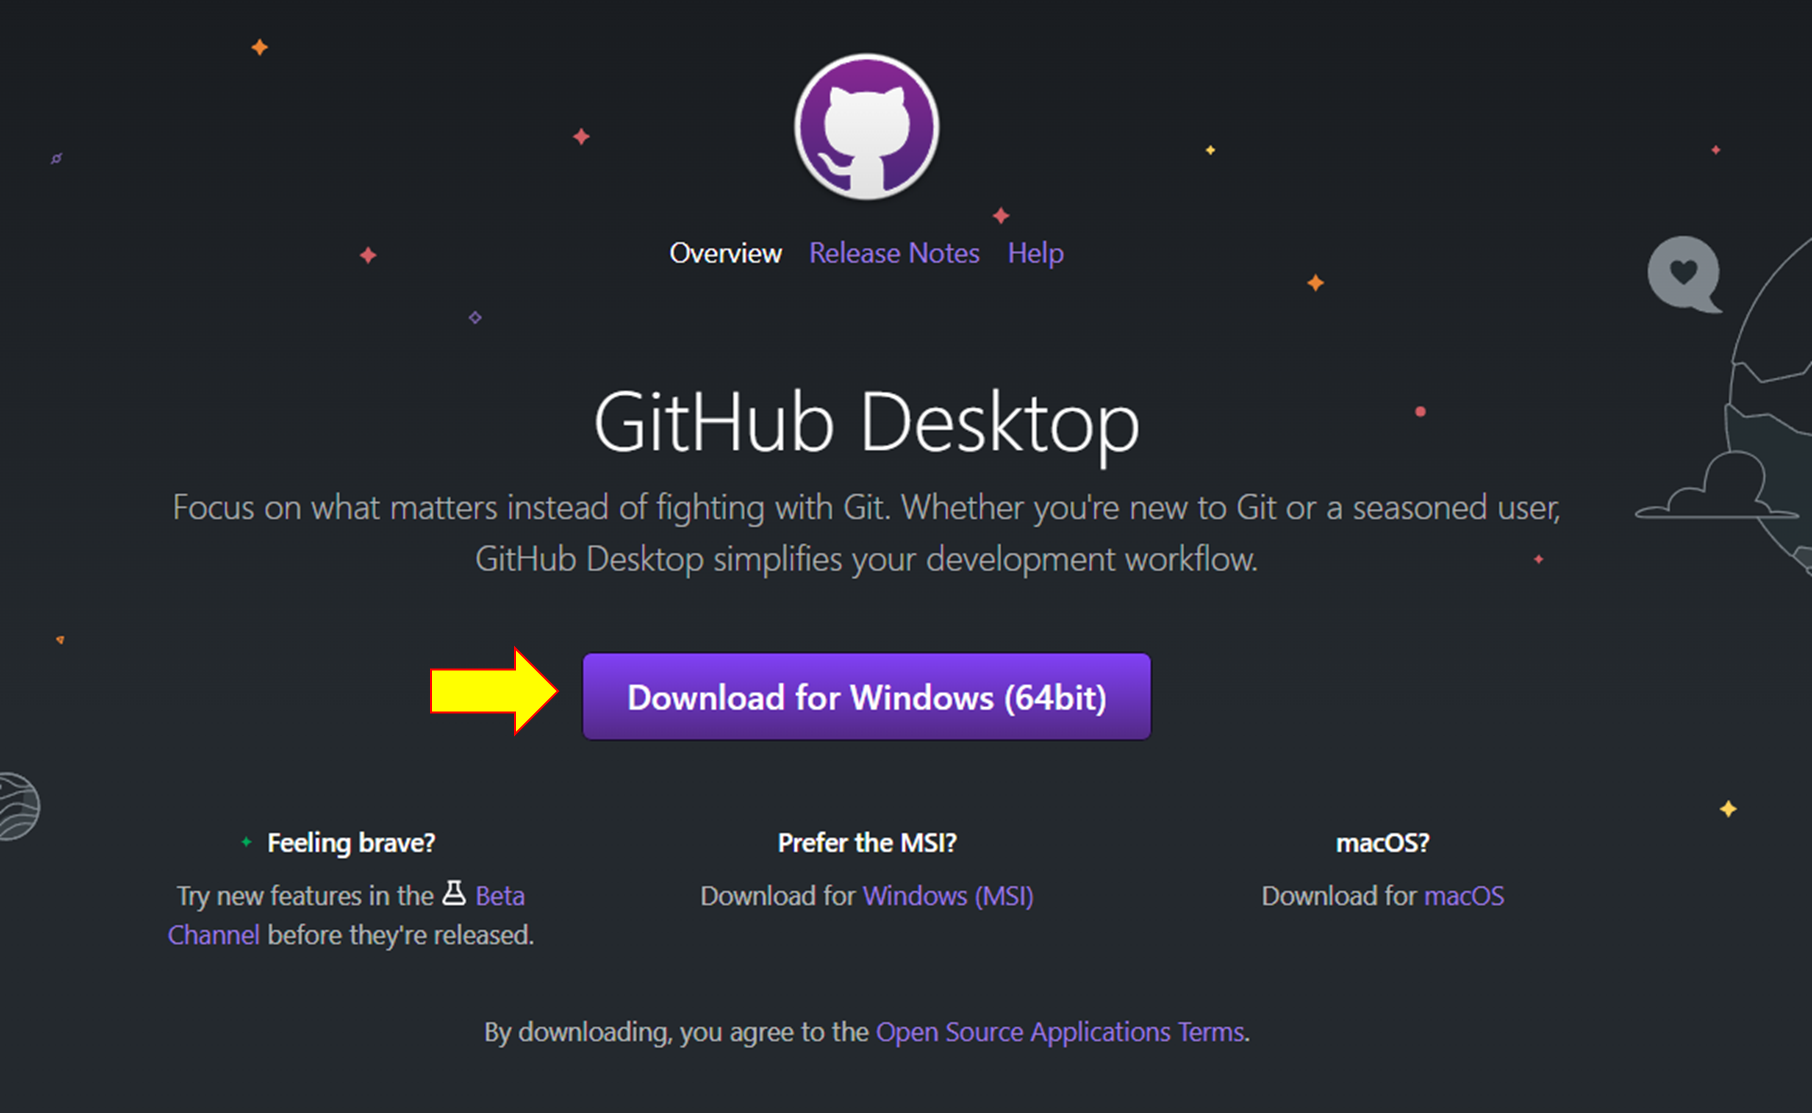 Overview Release Notes Help
GitHub Desktop
Focus on what matters instead of fighting with Git. Whether you're new to Git or a seasoned user,
GitHub Desktop simplifies your development workflow.
Download for Windows (64bit)
Feeling brave?
Try new features in the Beta
Channel before they're released.
Prefer the MSI?
Download for Windows (MSI)
macOS?
Download for macOS
By downloading, you agree to the Open Source Applications Terms.